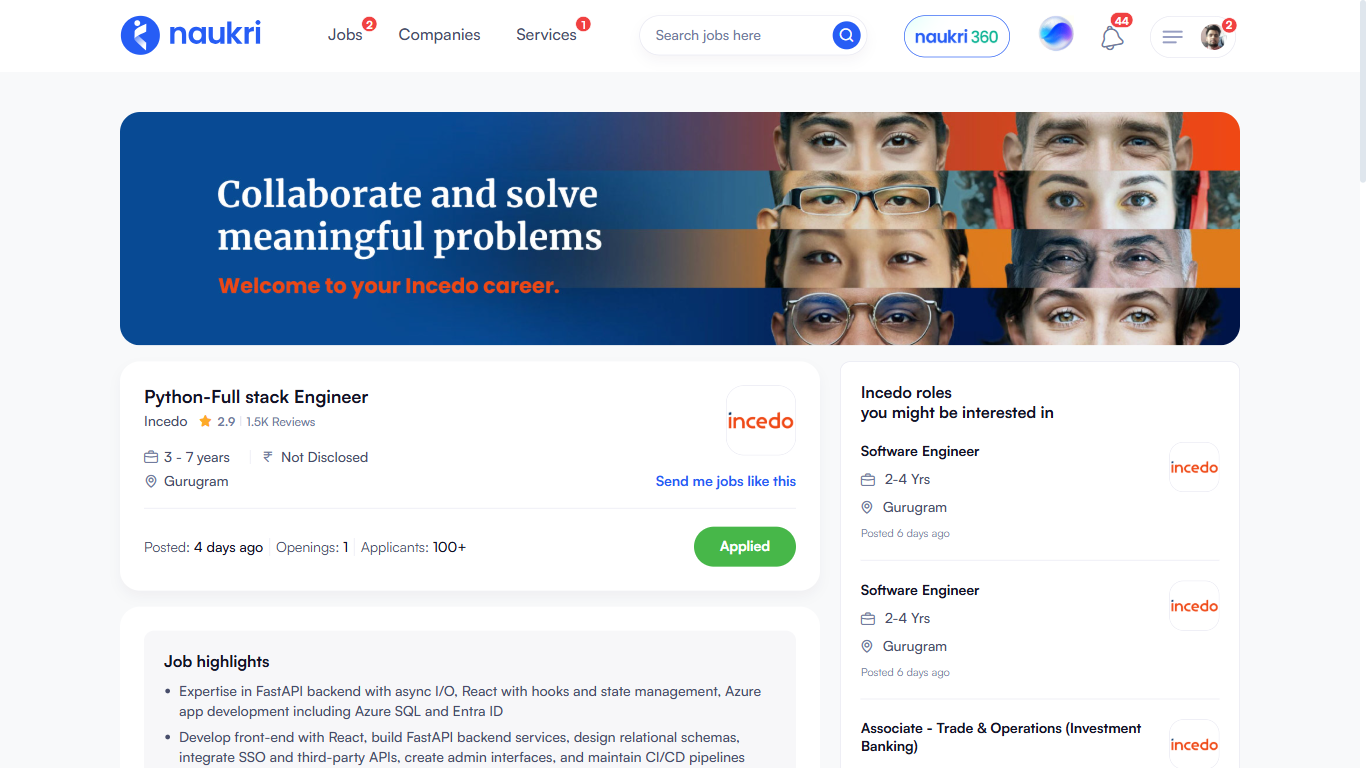 naukri
Jobs 2
Companies
Services 1
Search jobs here
naukri 360
44
2
Collaborate and solve
meaningful problems
Welcome to your Incedo career.
Python-Full stack Engineer
Incedo 2.9 1.5K Reviews
incedo
3 - 7 years ₹ Not Disclosed
Gurugram
Send me jobs like this
Posted: 4 days ago Openings: 1 Applicants: 100+
Applied
Job highlights
• Expertise in FastAPI backend with async I/O, React with hooks and state management, Azure
app development including Azure SQL and Entra ID
• Develop front-end with React, build FastAPI backend services, design relational schemas,
integrate SSO and third-party APIs, create admin interfaces, and maintain CI/CD pipelines
Incedo roles
you might be interested in
Software Engineer
incedo
2-4 Yrs
Gurugram
Posted 6 days ago
Software Engineer
incedo
2-4 Yrs
Gurugram
Posted 6 days ago
Associate - Trade & Operations (Investment
Banking)
incedo